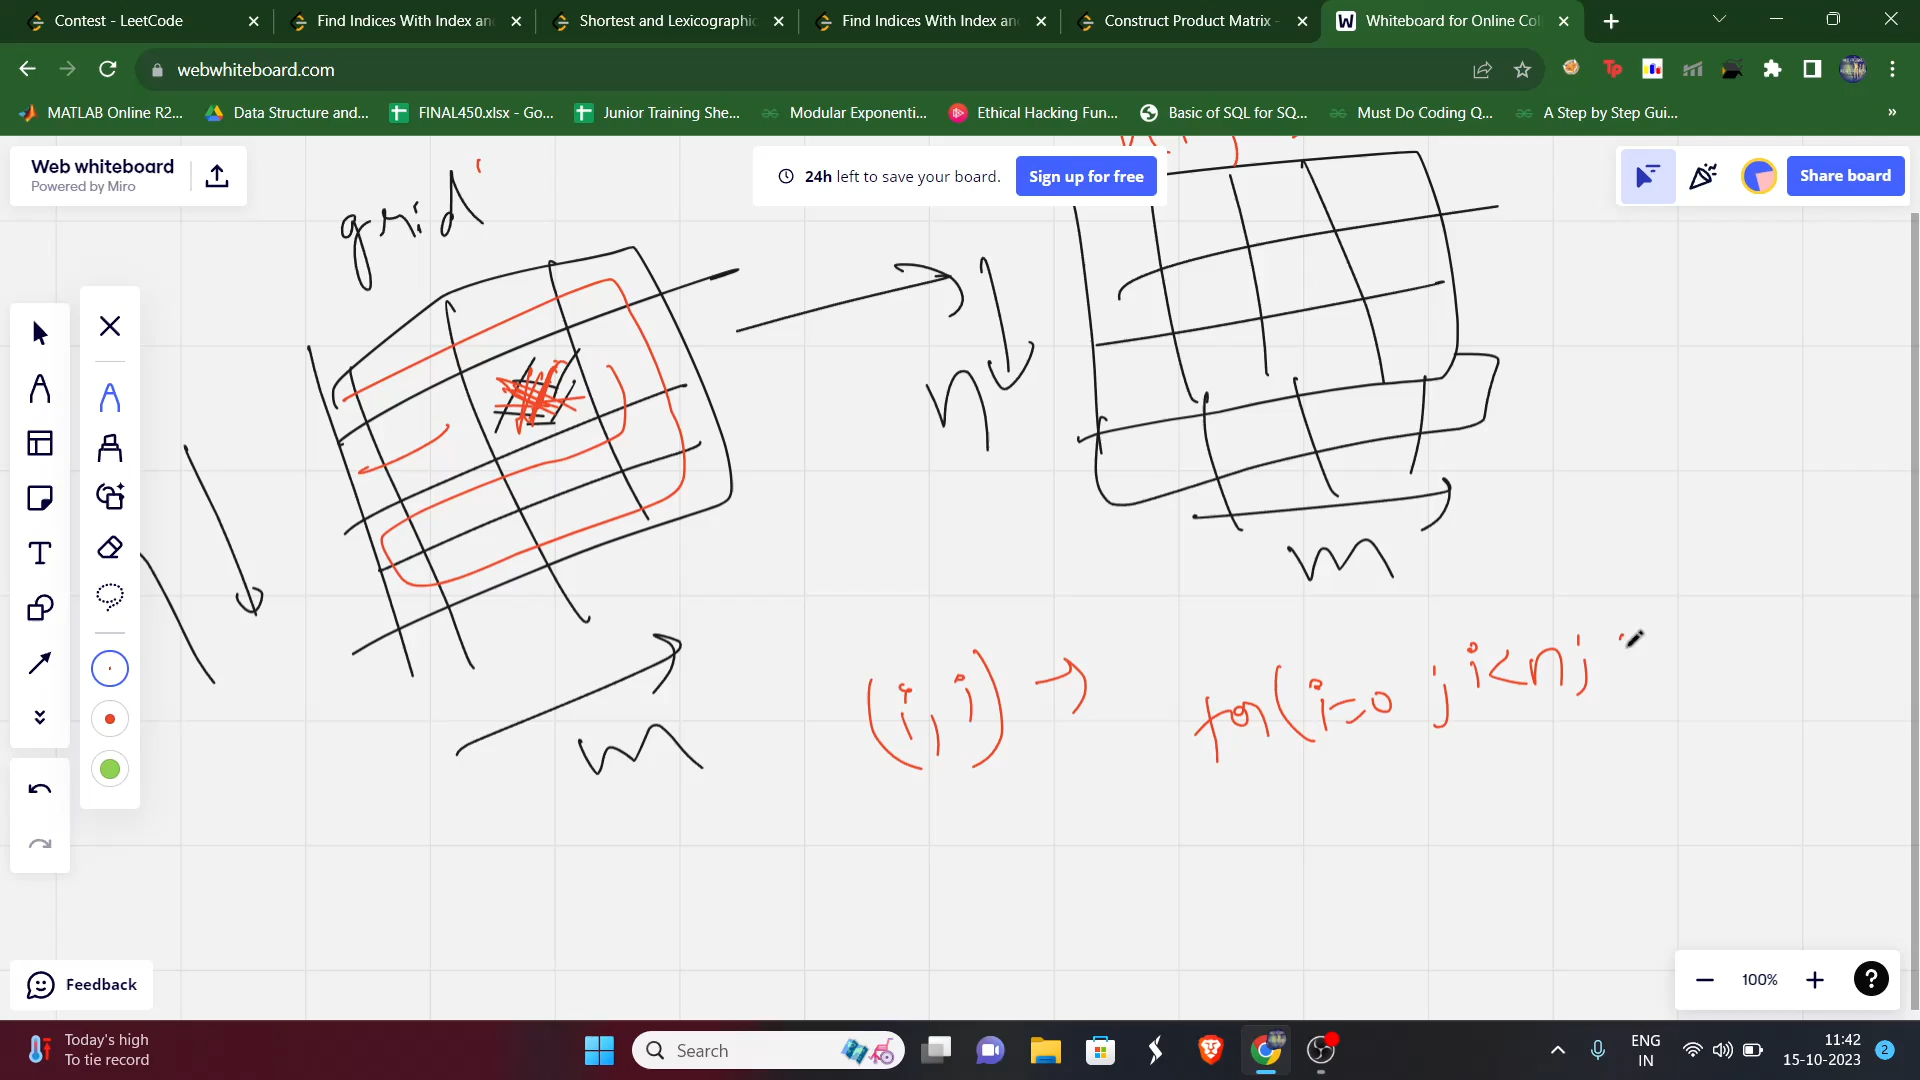 Contest - LeetCode
Find Indices With Index an
Shortest and Lexicographic
Find Indices With Index an
Construct Product Matrix -
Whiteboard for Online Col
webwhiteboard.com
MATLAB Online R2...
Data Structure and...
FINAL450.xlsx - Go...
Junior Training She...
Modular Exponenti...
Ethical Hacking Fun...
Basic of SQL for SQ...
Must Do Coding Q...
A Step by Step Gui...
Web whiteboard
Powered by Miro
24h left to save your board.
Sign up for free
Share board
grid
n
m
m
(i, j) → for(i=0 ; i<n;
Feedback
100%
Today's high
To tie record
Search
ENG
IN
11:42
15-10-2023
2